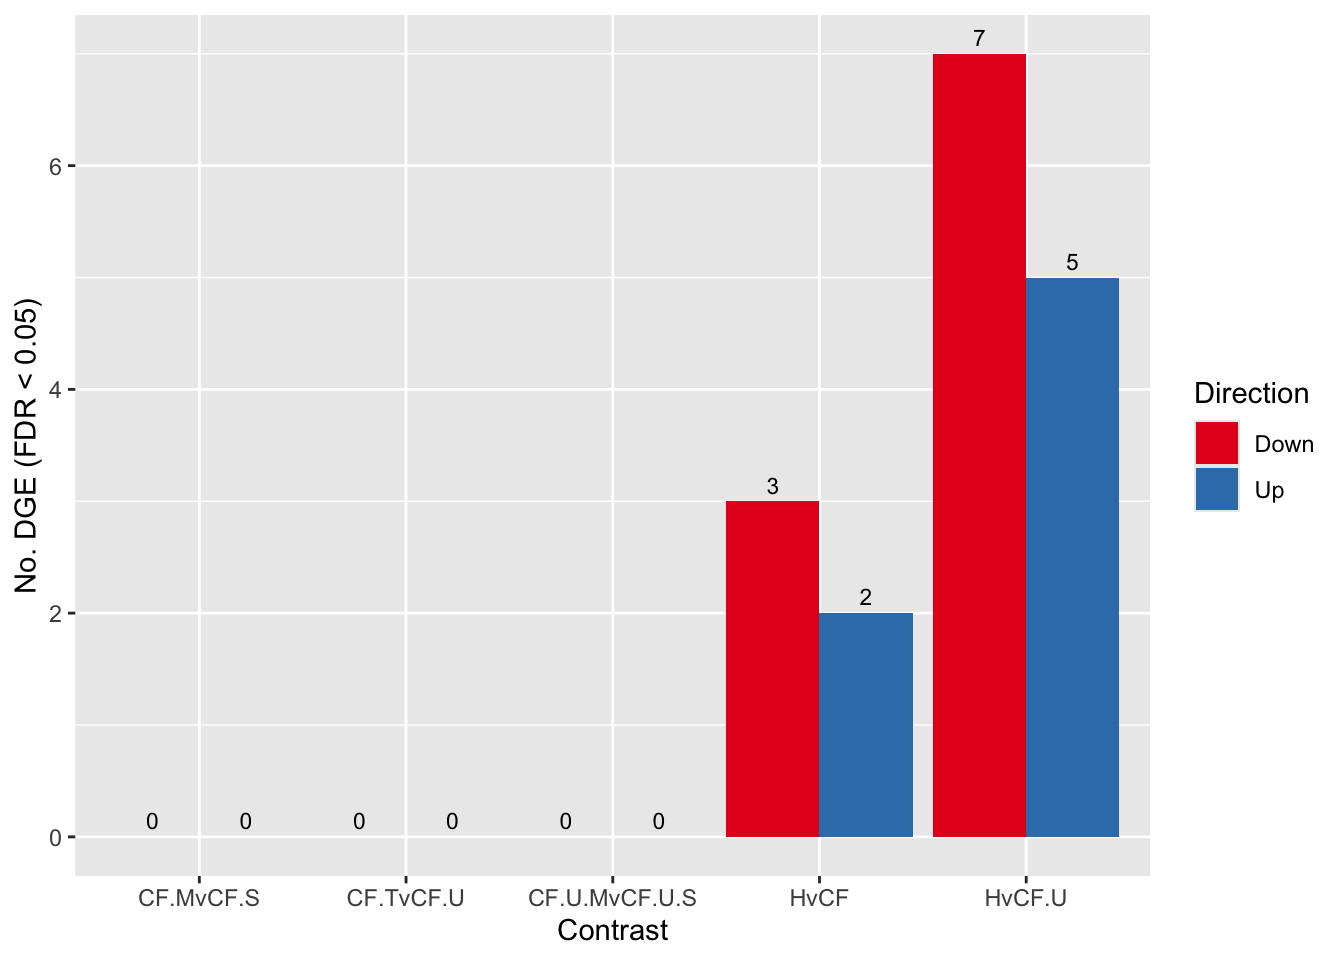 7
6
5
4
3
2
2
0 0 0 0 0 0
0
CF.MvCF.S CF.TvCF.U CF.U.MvCF.U.S HvCF HvCF.U
Contrast
No. DGE (FDR < 0.05)
Direction
Down
Up